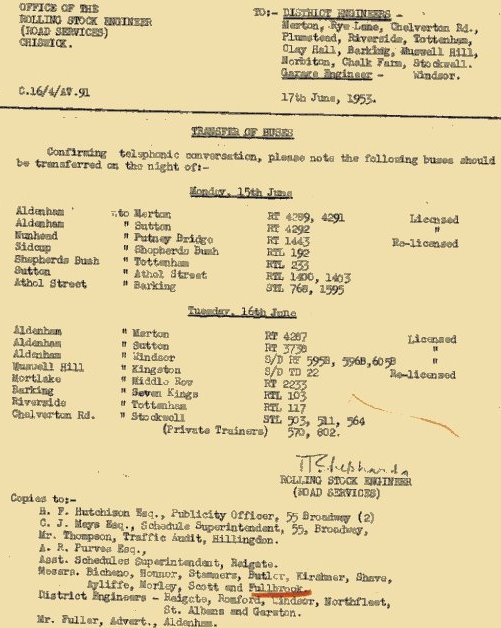 OFFICE OF THE
ROLLING STOCK ENGINEER
(ROAD SERVICES)
CHISWICK.
TO:- DISTRICT ENGINEERS -
Merton, Rye Lane, Chelverton Rd.,
Plumstead, Riverside, Tottenham,
Clay Hall, Barking, Muswell Hill,
Norbiton, Chalk Farm, Stockwell.
Garage Engineer - Windsor.
C.16/4/AT.91
17th June, 1953.
TRANSFER OF BUSES
Confirming telephonic conversation, please note the following buses should
be transferred on the night of:-
Monday, 15th June
Aldenham to Merton RT 4289, 4291 Licensed
Aldenham " Sutton RT 4292 "
Nunhead " Putney Bridge RT 1443 Re-licensed
Sidcup " Shepherds Bush RTL 192
Shepherds Bush " Tottenham RTL 233
Sutton " Athol Street RTL 1400, 1403
Athol Street " Barking STL 768, 1595
Tuesday, 16th June
Aldenham " Merton RT 4287 Licensed
Aldenham " Sutton RT 3738 "
Aldenham " Windsor S/D RF 595B, 596B, 605B "
Muswell Hill " Kingston S/D TD 22 Re-licensed
Mortlake " Middle Row RT 2233
Barking " Seven Kings RTL 103
Riverside " Tottenham RTL 117
Chelverton Rd. " Stockwell STL 503, 511, 564
(Private Trainers) 570, 802.
ROLLING STOCK ENGINEER
(ROAD SERVICES)
Copies to:-
H. F. Hutchison Esq., Publicity Officer, 55 Broadway (2)
C. J. Mays Esq., Schedule Superintendent, 55, Broadway,
Mr. Thompson, Traffic Audit, Hillingdon.
A. R. Purves Esq.,
Asst. Schedules Superintendent, Reigate.
Messrs. Bicheno, Honnor, Stammers, Butler, Kirshner, Shave,
Ayliffe, Morley, Scott and Fullbrook.
District Engineers - Reigate, Romford, Windsor, Northfleet,
St. Albans and Garston.
Mr. Fuller, Advert., Aldenham.